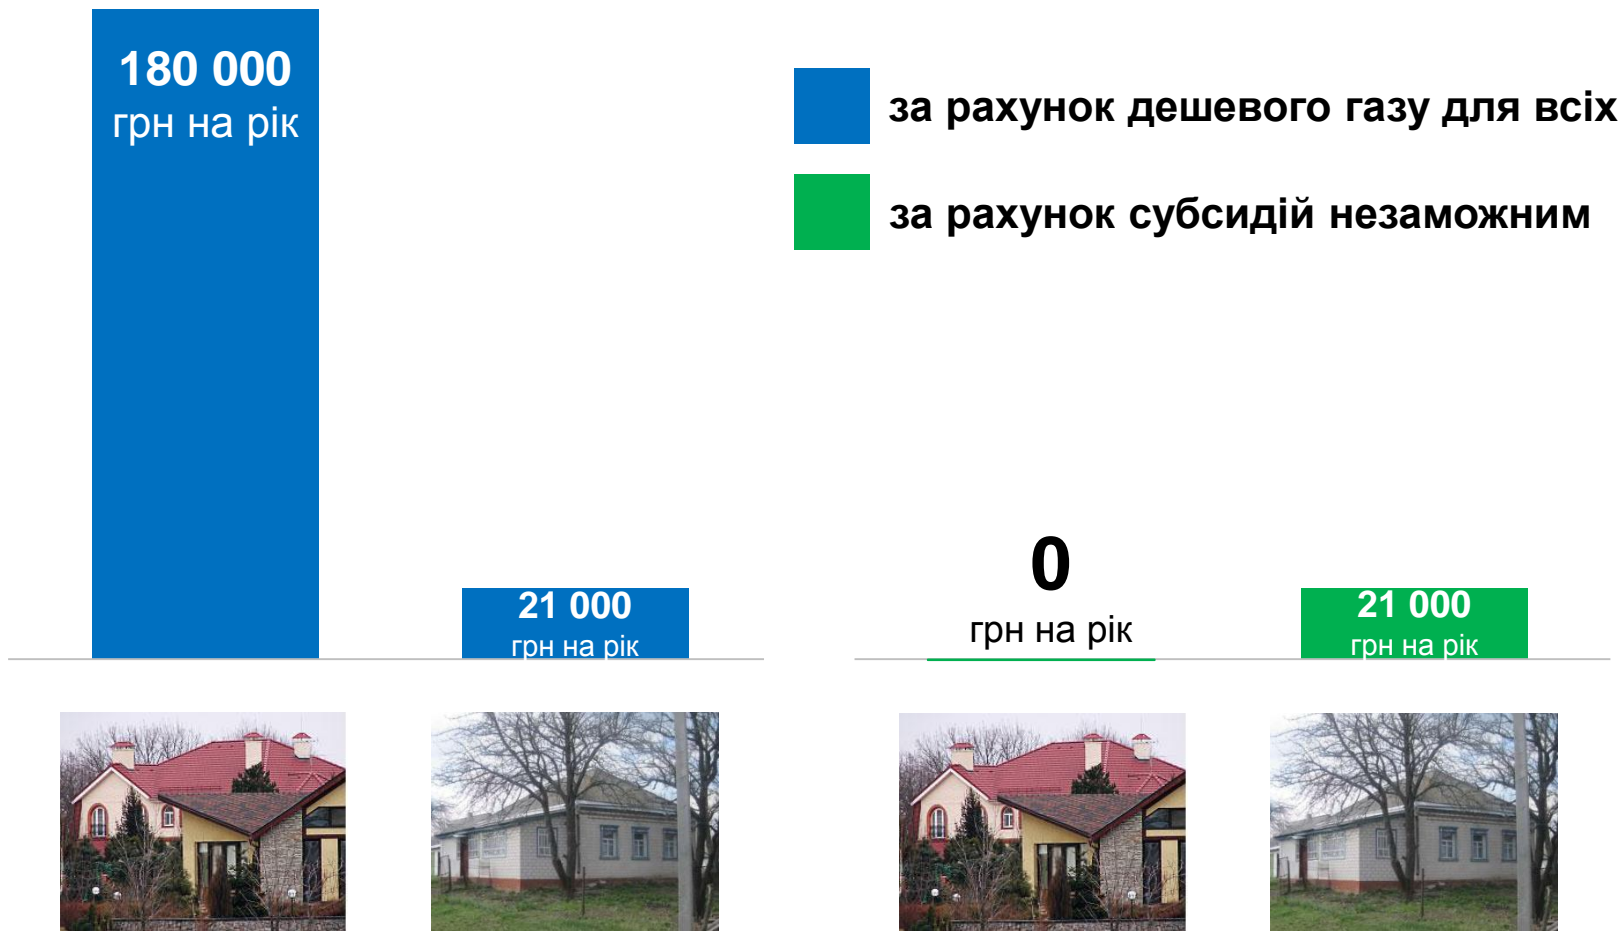 180 000
грн на рік
за рахунок дешевого газу для всіх
за рахунок субсидій незаможним
21 000
грн на рік
0
грн на рік
21 000
грн на рік